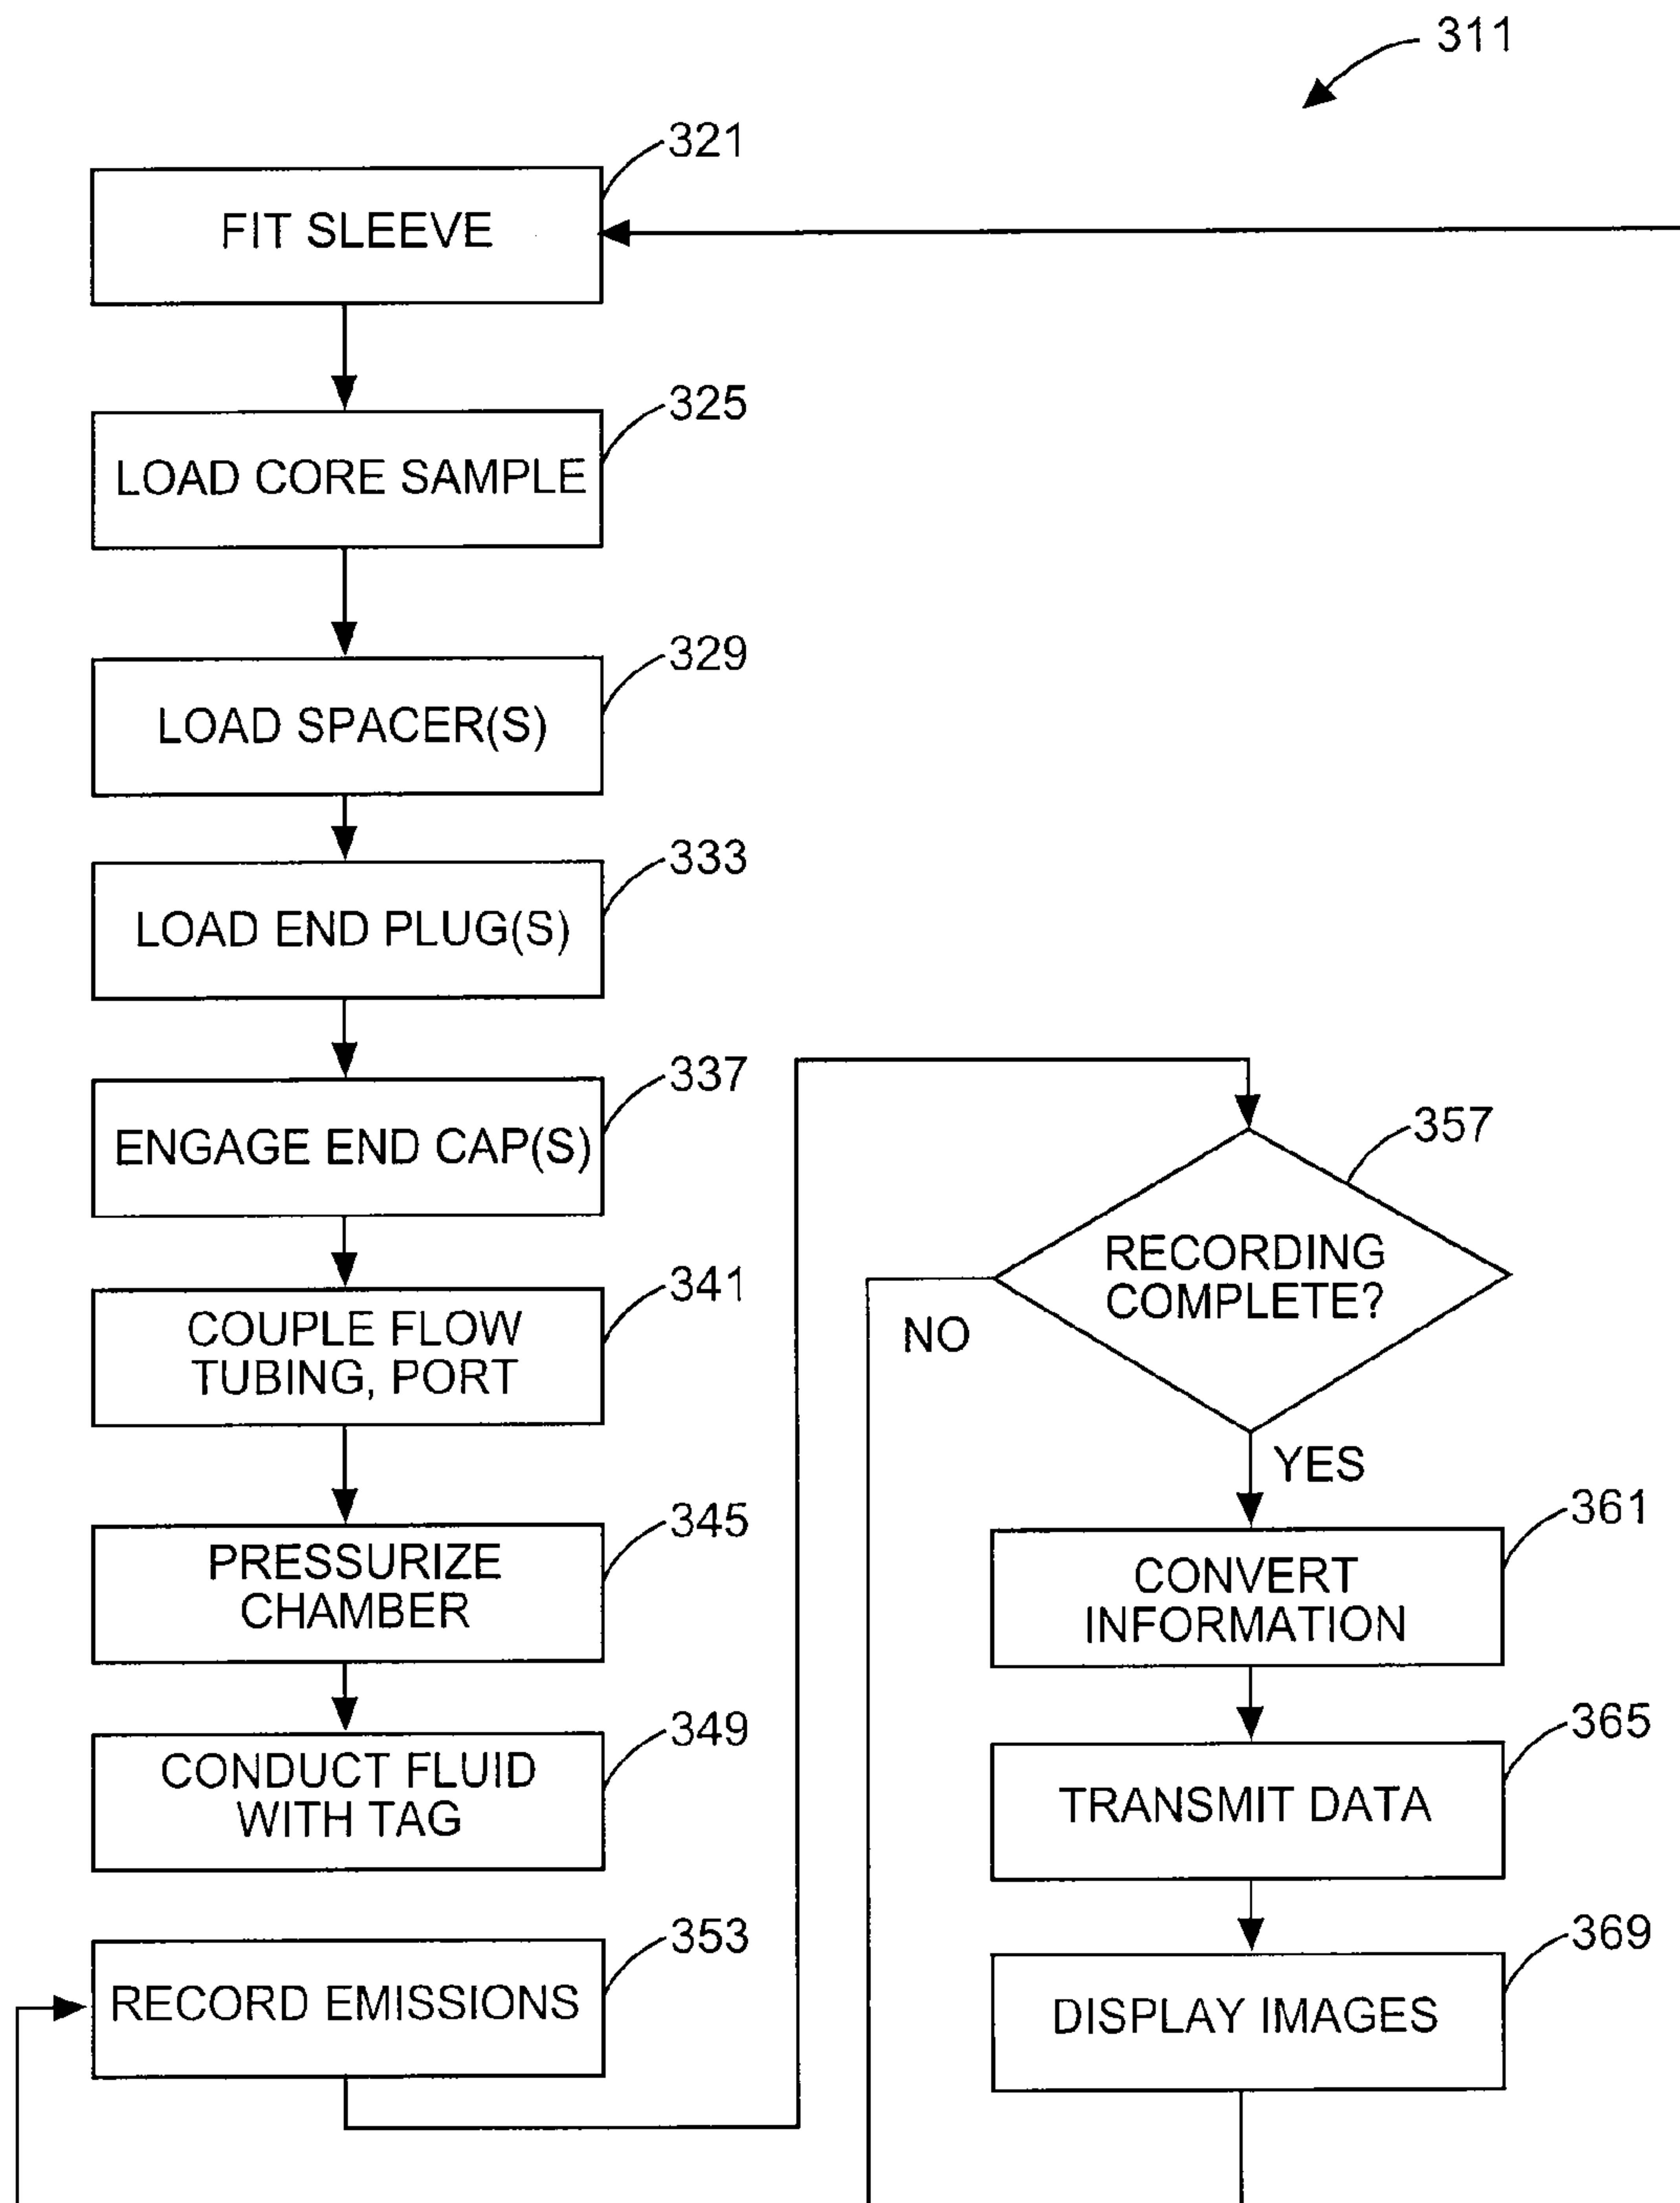 311
321
FIT SLEEVE
325
LOAD CORE SAMPLE
329
LOAD SPACER(S)
333
LOAD END PLUG(S)
337
ENGAGE END CAP(S)
341
COUPLE FLOW
TUBING, PORT
345
PRESSURIZE
CHAMBER
349
CONDUCT FLUID
WITH TAG
353
RECORD EMISSIONS
357
RECORDING
COMPLETE?
NO
YES
361
CONVERT
INFORMATION
365
TRANSMIT DATA
369
DISPLAY IMAGES